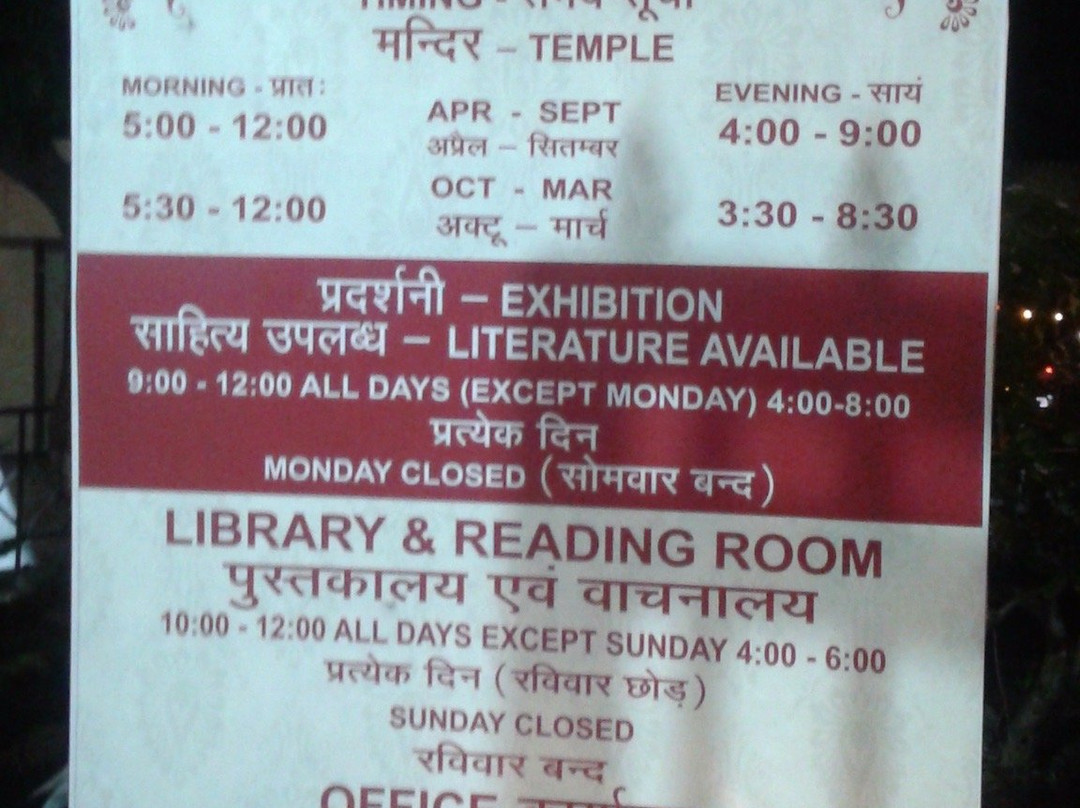 TIMING - समय सूची
मन्दिर – TEMPLE
MORNING - प्रातः APR - SEPT EVENING - सायं
5:00 - 12:00 अप्रैल – सितम्बर 4:00 - 9:00
5:30 - 12:00 OCT - MAR 3:30 - 8:30
अक्टू – मार्च
प्रदर्शनी – EXHIBITION
साहित्य उपलब्ध – LITERATURE AVAILABLE
9:00 - 12:00 ALL DAYS (EXCEPT MONDAY) 4:00-8:00
प्रत्येक दिन
MONDAY CLOSED (सोमवार बन्द)
LIBRARY & READING ROOM
पुस्तकालय एवं वाचनालय
10:00 - 12:00 ALL DAYS EXCEPT SUNDAY 4:00 - 6:00
प्रत्येक दिन (रविवार छोड़)
SUNDAY CLOSED
रविवार बन्द
OFFICE